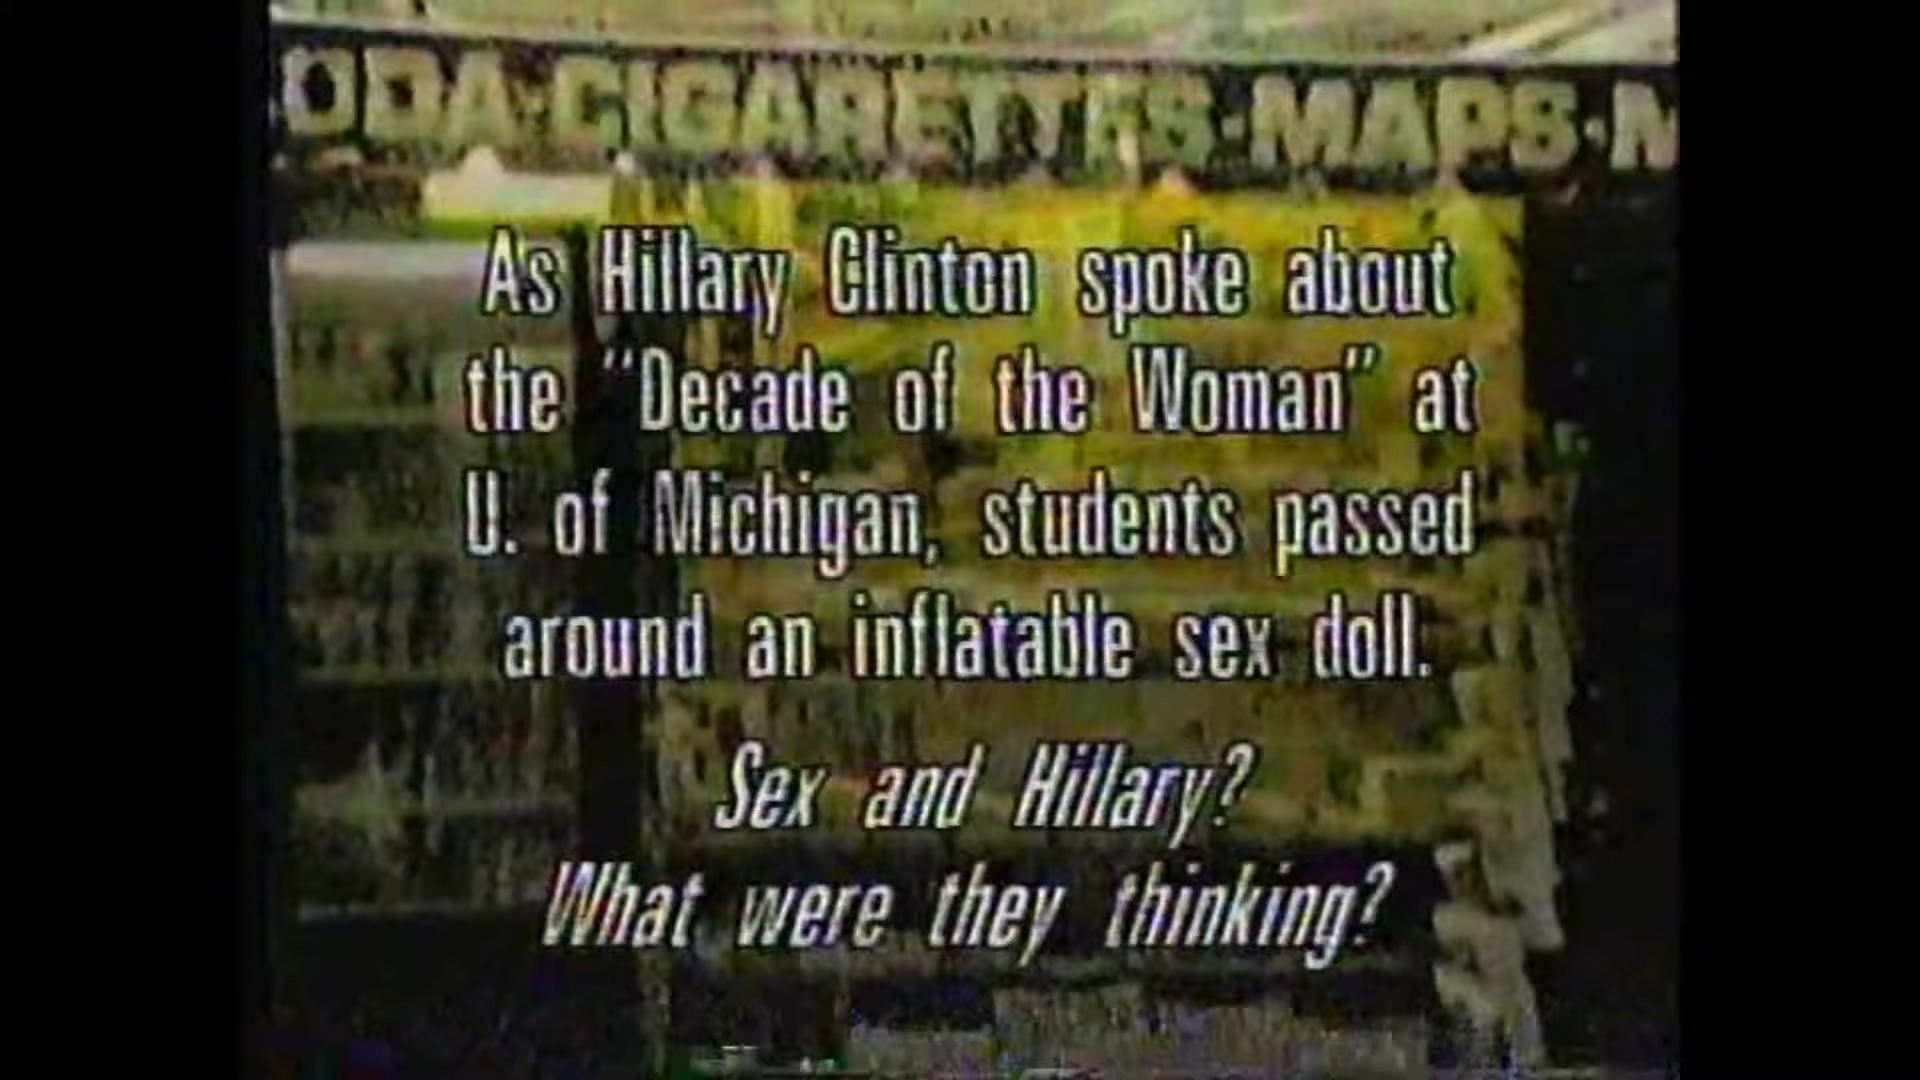 ODA·CIGARETTES·MAPS·M
As Hillary Clinton spoke about
the "Decade of the Woman" at
U. of Michigan, students passed
around an inflatable sex doll.
Sex and Hillary?
What were they thinking?